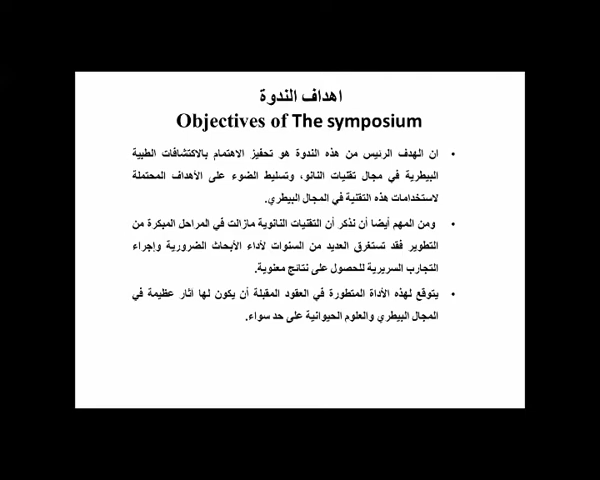 اهداف الندوة
Objectives of The symposium
• ان الهدف الرئيس من هذه الندوة هو تحفيز الاهتمام بالاكتشافات الطبية
البيطرية في مجال تقنيات النانو، وتسليط الضوء على الأهداف المحتملة
لاستخدامات هذه التقنية في المجال البيطري.
• ومن المهم أيضا أن نذكر أن التقنيات النانوية مازالت في المراحل المبكرة من
التطوير فقد تستغرق العديد من السنوات لأداء الأبحاث الضرورية وإجراء
التجارب السريرية للحصول على نتائج معنوية.
• يتوقع لهذه الأداة المتطورة في العقود المقبلة أن يكون لها آثار عظيمة في
المجال البيطري والعلوم الحيوانية على حد سواء.